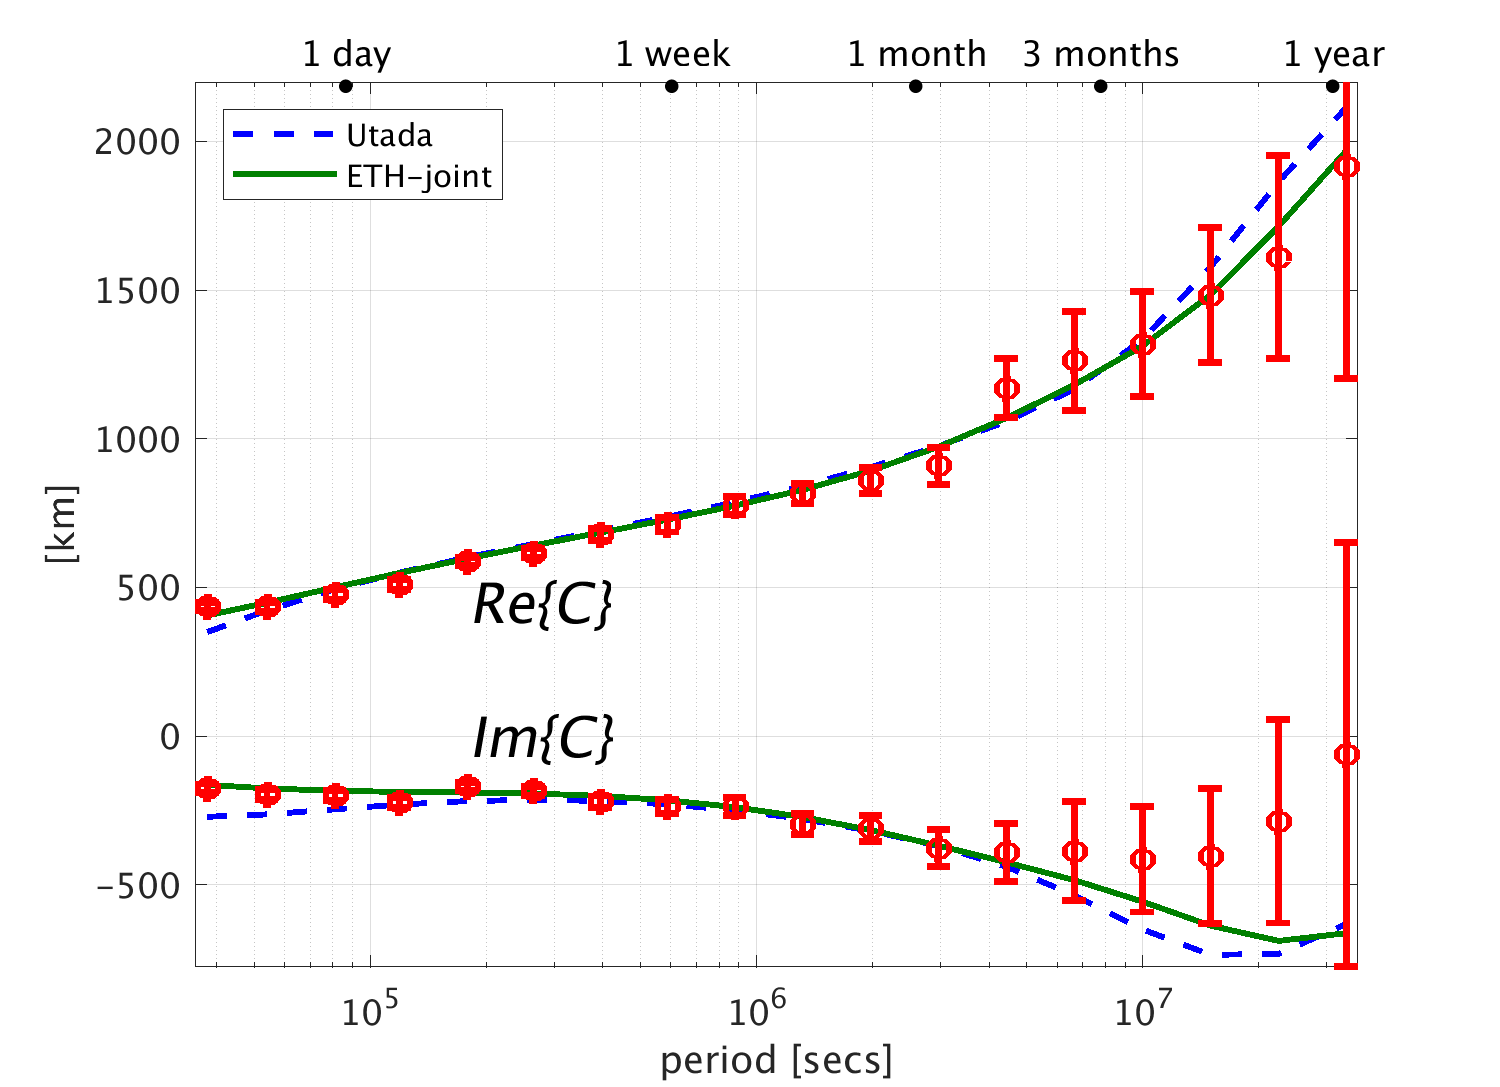 1 day 1 week 1 month 3 months 1 year
Utada
ETH-joint
2000
1500
1000
500
0
-500
[km]
Re{C}
Im{C}
10^5 10^6 10^7
period [secs]